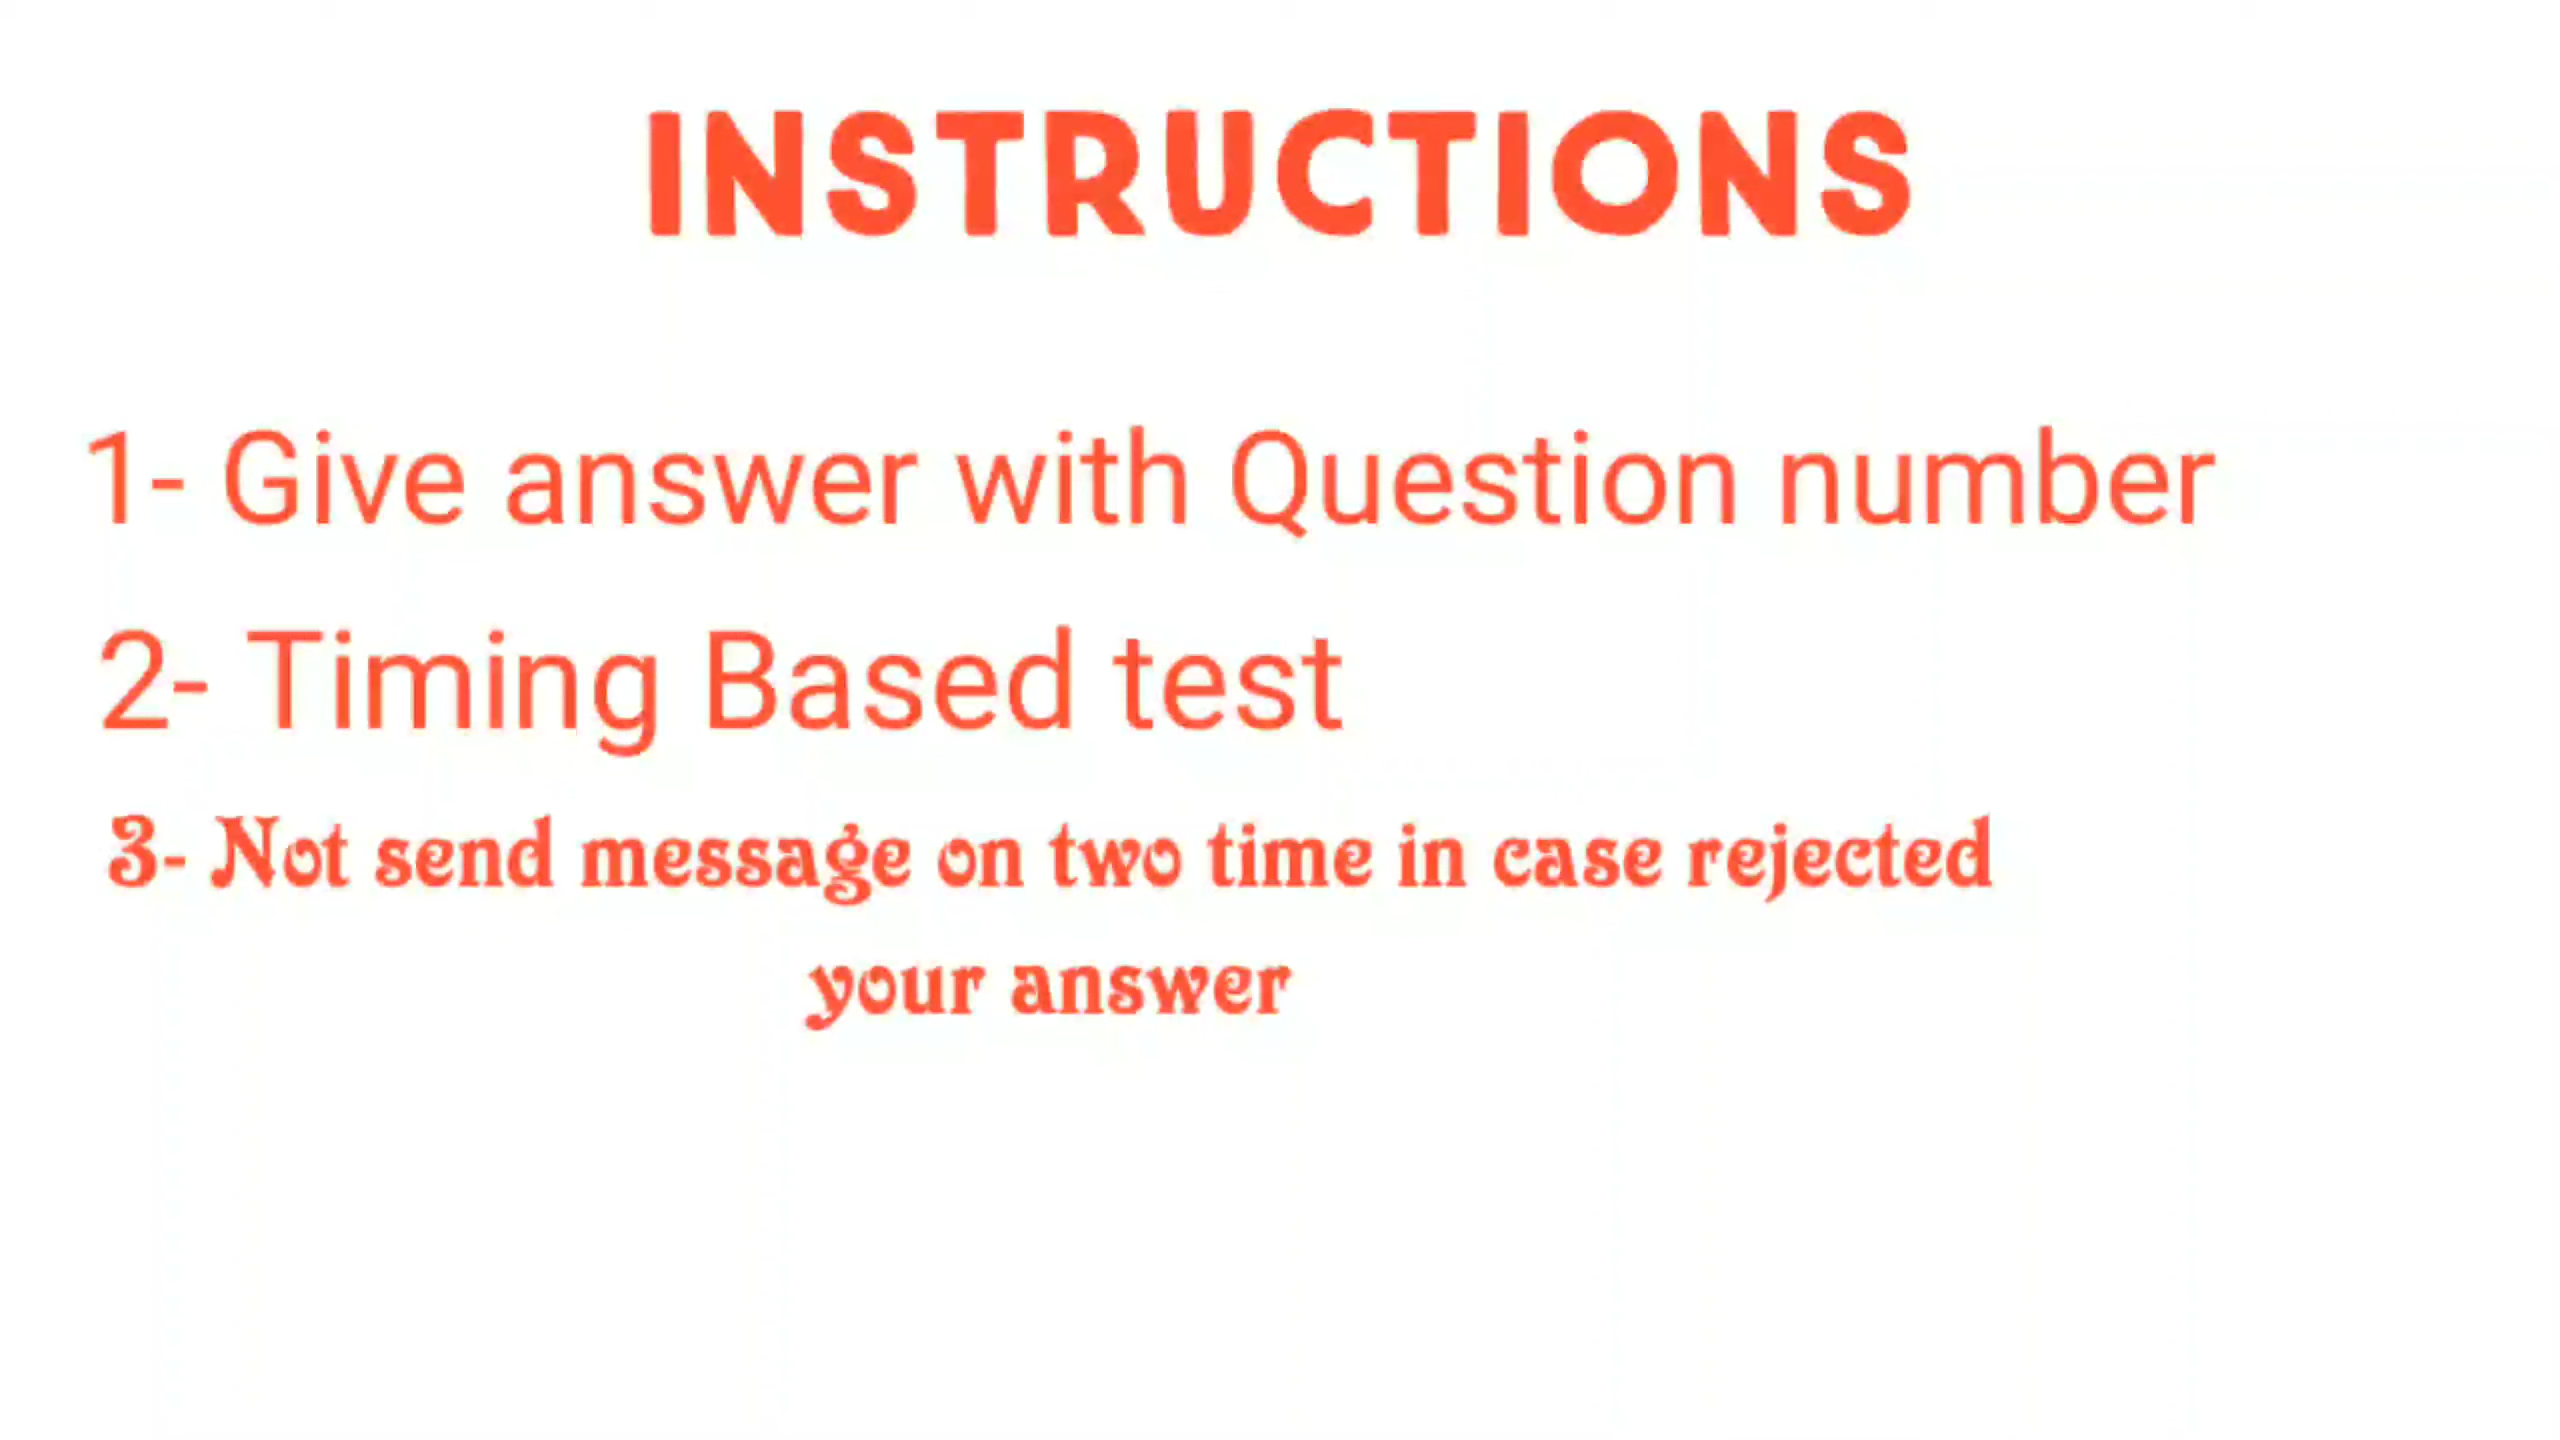 INSTRUCTIONS
1- Give answer with Question number
2- Timing Based test
3- Not send message on two time in case rejected
your answer